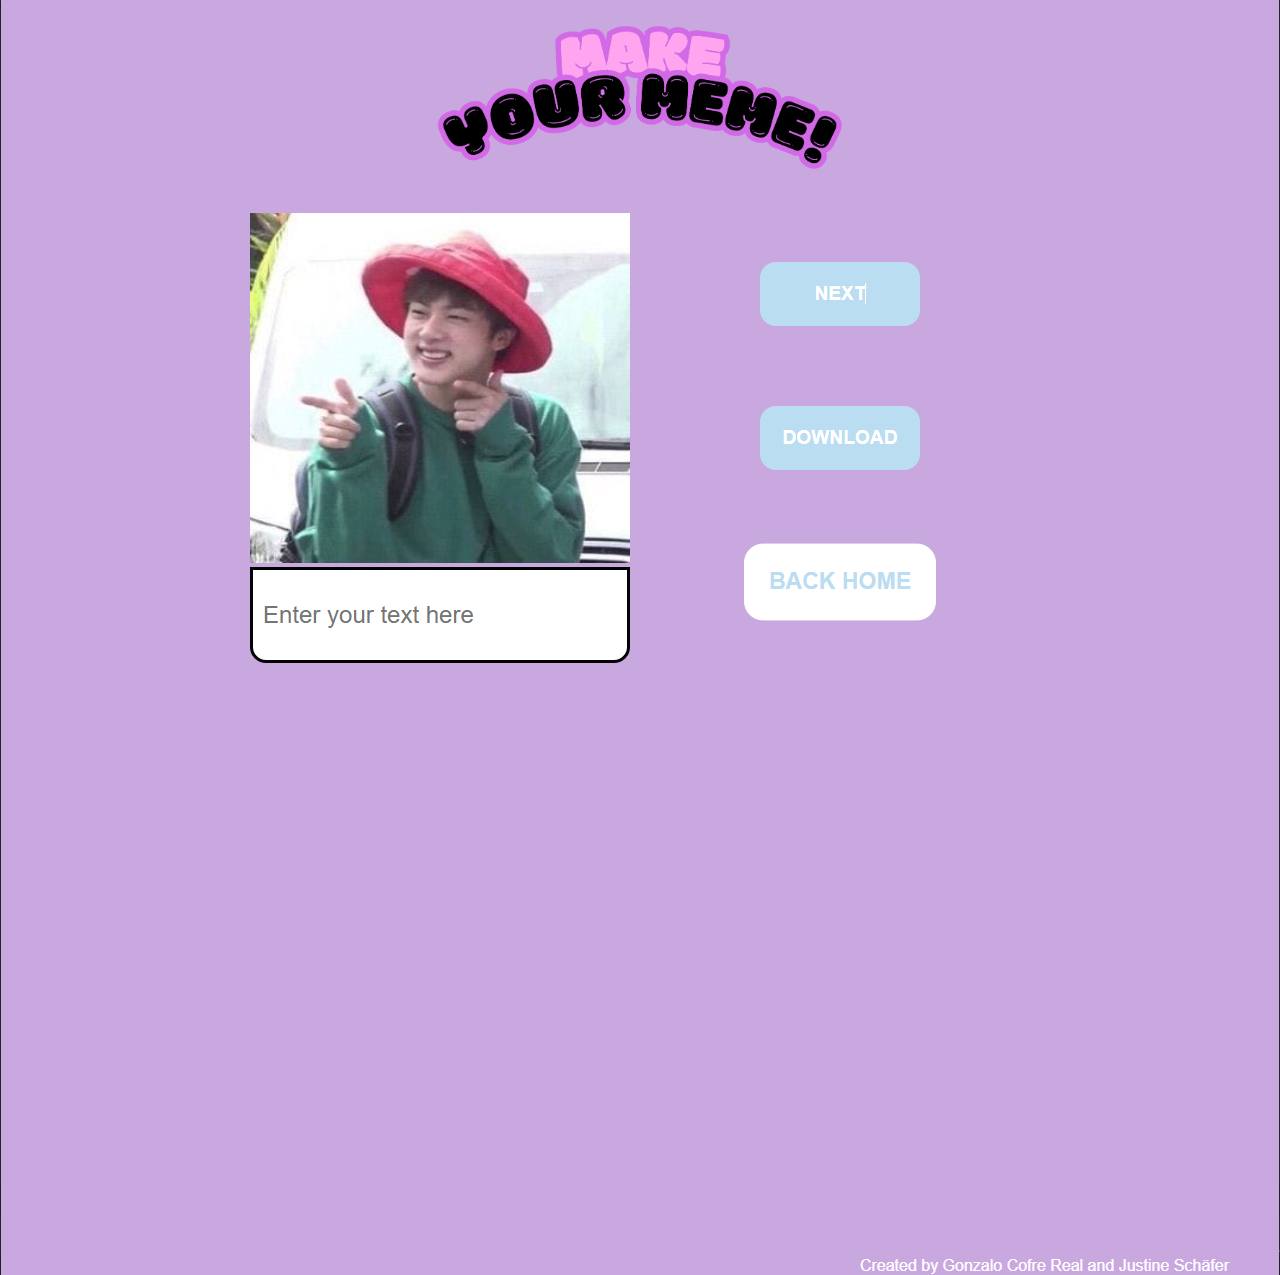 MAKE
YOUR MEME!
NEXT
DOWNLOAD
BACK HOME
Enter your text here
Created by Gonzalo Cofre Real and Justine Schäfer